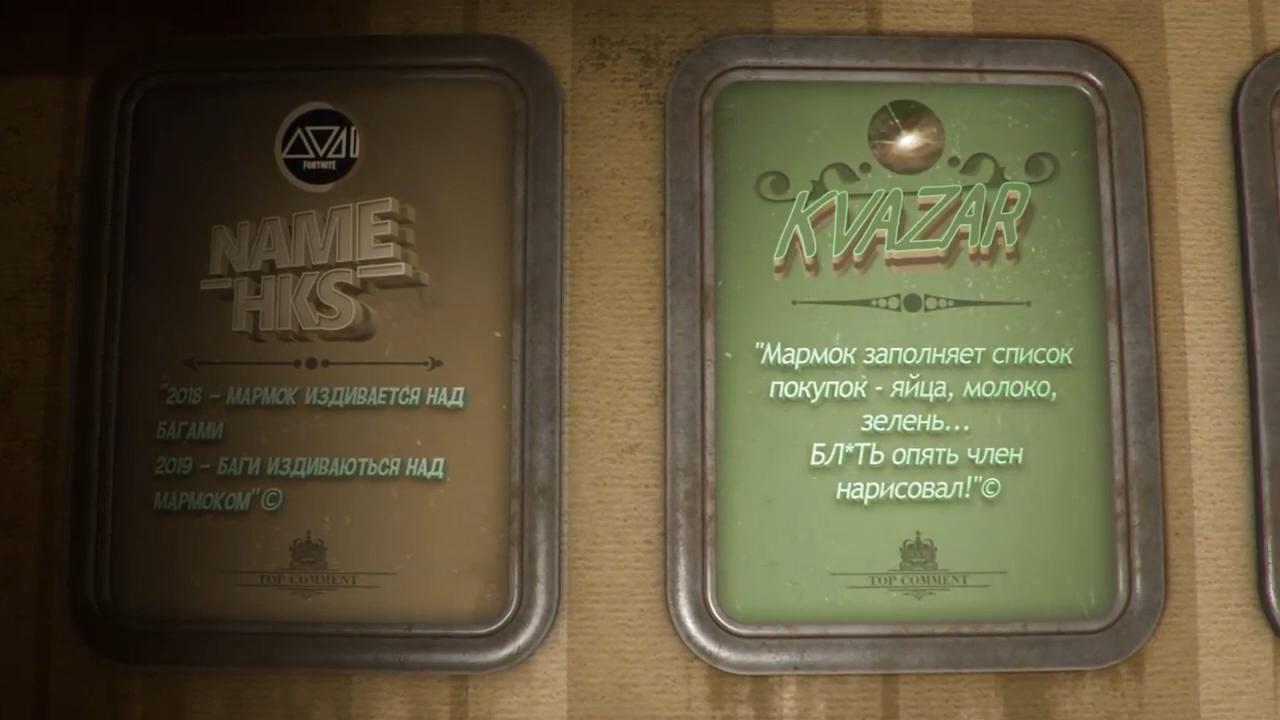 FORTNITE
NAME
HKS
"2018 – МАРМОК ИЗДИВАЕТСЯ НАД
БАГАМИ
2019 – БАГИ ИЗДИВАЮТЬСЯ НАД
МАРМОКОМ"©
TOP COMMENT
KVAZAR
"Мармок заполняет список
покупок - яйца, молоко,
зелень...
БЛ*ТЬ опять член
нарисовал!"©
TOP COMMENT